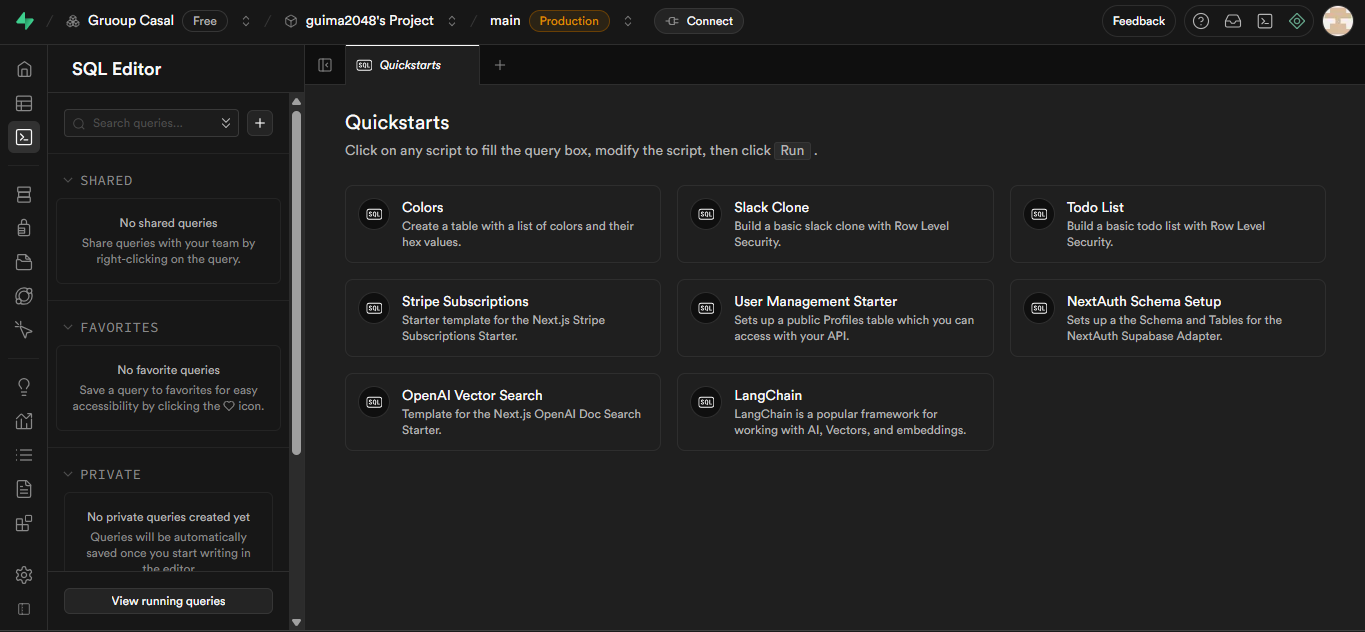 Gruoup Casal Free guima2048's Project main Production Connect Feedback
SQL Editor
SQL Quickstarts
Search queries...
SHARED
No shared queries
Share queries with your team by
right-clicking on the query.
FAVORITES
No favorite queries
Save a query to favorites for easy
accessibility by clicking the icon.
PRIVATE
No private queries created yet
Queries will be automatically
saved once you start writing in
the editor
View running queries
Quickstarts
Click on any script to fill the query box, modify the script, then click Run .
SQL
Colors
Create a table with a list of colors and their
hex values.
SQL
Slack Clone
Build a basic slack clone with Row Level
Security.
SQL
Todo List
Build a basic todo list with Row Level
Security.
SQL
Stripe Subscriptions
Starter template for the Next.js Stripe
Subscriptions Starter.
SQL
User Management Starter
Sets up a public Profiles table which you can
access with your API.
SQL
NextAuth Schema Setup
Sets up a the Schema and Tables for the
NextAuth Supabase Adapter.
SQL
OpenAI Vector Search
Template for the Next.js OpenAI Doc Search
Starter.
SQL
LangChain
LangChain is a popular framework for
working with AI, Vectors, and embeddings.